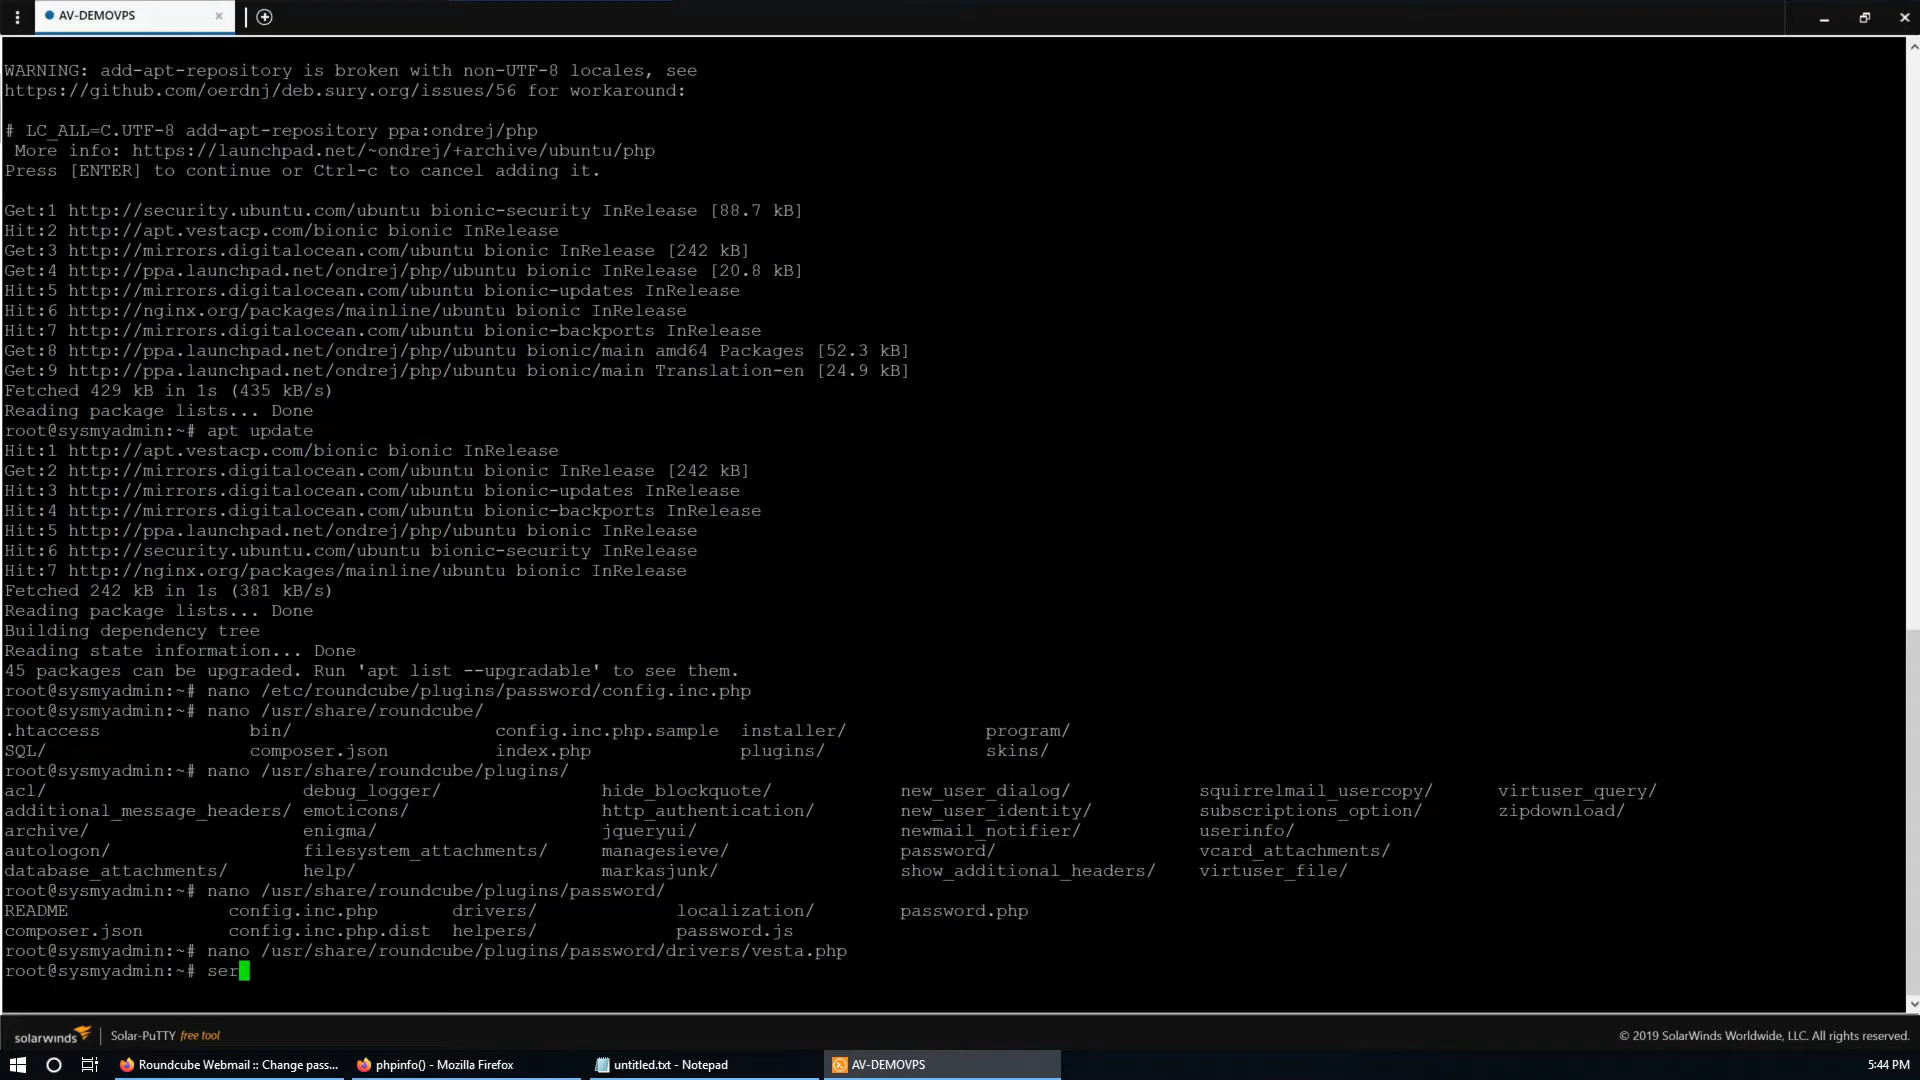 AV-DEMOVPS
WARNING: add-apt-repository is broken with non-UTF-8 locales, see
https://github.com/oerdnj/deb.sury.org/issues/56 for workaround:
# LC_ALL=C.UTF-8 add-apt-repository ppa:ondrej/php
More info: https://launchpad.net/~ondrej/+archive/ubuntu/php
Press [ENTER] to continue or Ctrl-c to cancel adding it.
Get:1 http://security.ubuntu.com/ubuntu bionic-security InRelease [88.7 kB]
Hit:2 http://apt.vestacp.com/bionic bionic InRelease
Get:3 http://mirrors.digitalocean.com/ubuntu bionic InRelease [242 kB]
Get:4 http://ppa.launchpad.net/ondrej/php/ubuntu bionic InRelease [20.8 kB]
Hit:5 http://mirrors.digitalocean.com/ubuntu bionic-updates InRelease
Hit:6 http://nginx.org/packages/mainline/ubuntu bionic InRelease
Hit:7 http://mirrors.digitalocean.com/ubuntu bionic-backports InRelease
Get:8 http://ppa.launchpad.net/ondrej/php/ubuntu bionic/main amd64 Packages [52.3 kB]
Get:9 http://ppa.launchpad.net/ondrej/php/ubuntu bionic/main Translation-en [24.9 kB]
Fetched 429 kB in 1s (435 kB/s)
Reading package lists... Done
root@sysmyadmin:~# apt update
Hit:1 http://apt.vestacp.com/bionic bionic InRelease
Get:2 http://mirrors.digitalocean.com/ubuntu bionic InRelease [242 kB]
Hit:3 http://mirrors.digitalocean.com/ubuntu bionic-updates InRelease
Hit:4 http://mirrors.digitalocean.com/ubuntu bionic-backports InRelease
Hit:5 http://ppa.launchpad.net/ondrej/php/ubuntu bionic InRelease
Hit:6 http://security.ubuntu.com/ubuntu bionic-security InRelease
Hit:7 http://nginx.org/packages/mainline/ubuntu bionic InRelease
Fetched 242 kB in 1s (381 kB/s)
Reading package lists... Done
Building dependency tree
Reading state information... Done
45 packages can be upgraded. Run 'apt list --upgradable' to see them.
root@sysmyadmin:~# nano /etc/roundcube/plugins/password/config.inc.php
root@sysmyadmin:~# nano /usr/share/roundcube/
.htaccess bin/ config.inc.php.sample installer/ program/
SQL/ composer.json index.php plugins/ skins/
root@sysmyadmin:~# nano /usr/share/roundcube/plugins/
acl/ debug_logger/ hide_blockquote/ new_user_dialog/ squirrelmail_usercopy/ virtuser_query/
additional_message_headers/ emoticons/ http_authentication/ new_user_identity/ subscriptions_option/ zipdownload/
archive/ enigma/ jqueryui/ newmail_notifier/ userinfo/
autologon/ filesystem_attachments/ managesieve/ password/ vcard_attachments/
database_attachments/ help/ markasjunk/ show_additional_headers/ virtuser_file/
root@sysmyadmin:~# nano /usr/share/roundcube/plugins/password/
README config.inc.php drivers/ localization/ password.php
composer.json config.inc.php.dist helpers/ password.js
root@sysmyadmin:~# nano /usr/share/roundcube/plugins/password/drivers/vesta.php
root@sysmyadmin:~# ser
solarwinds Solar-PuTTY free tool © 2019 SolarWinds Worldwide, LLC. All rights reserved.
Roundcube Webmail :: Change pass... phpinfo() - Mozilla Firefox untitled.txt - Notepad AV-DEMOVPS 5:44 PM